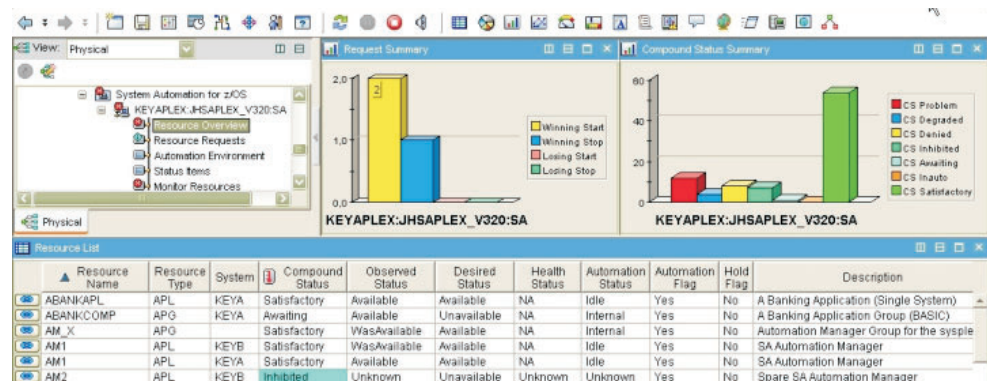 View: Physical
System Automation for z/OS
KEYAPLEX:JHSAPLEX_V320:SA
Resource Overview
Resource Requests
Automation Environment
Status Items
Monitor Resources
Physical
Request Summary
2,0
2
1,0
0,0
Winning Start
Winning Stop
Losing Start
Losing Stop
KEYAPLEX:JHSAPLEX_V320:SA
Compound Status Summary
60
40
20
0
CS Problem
CS Degraded
CS Denied
CS Inhibited
CS Awaiting
CS Inauto
CS Satisfactory
KEYAPLEX:JHSAPLEX_V320:SA
Resource List
Resource Name Resource Type System Compound Status Observed Status Desired Status Health Status Automation Status Automation Flag Hold Flag Description
ABANKAPL APL KEYA Satisfactory Available Available NA Idle Yes No A Banking Application (Single System)
ABANKCOMP APG KEYA Awaiting Available Unavailable NA Internal Yes No A Banking Application Group (BASIC)
AM_X APG Satisfactory WasAvailable Available NA Internal Yes No Automation Manager Group for the sysple
AM1 APL KEYB Satisfactory WasAvailable Available NA Idle Yes No SA Automation Manager
AM1 APL KEYA Satisfactory Available Available NA Idle Yes No SA Automation Manager
AM2 APL KEYB Inhibited Unknown Unavailable Unknown Unknown Yes No Spare SA Automation Manager